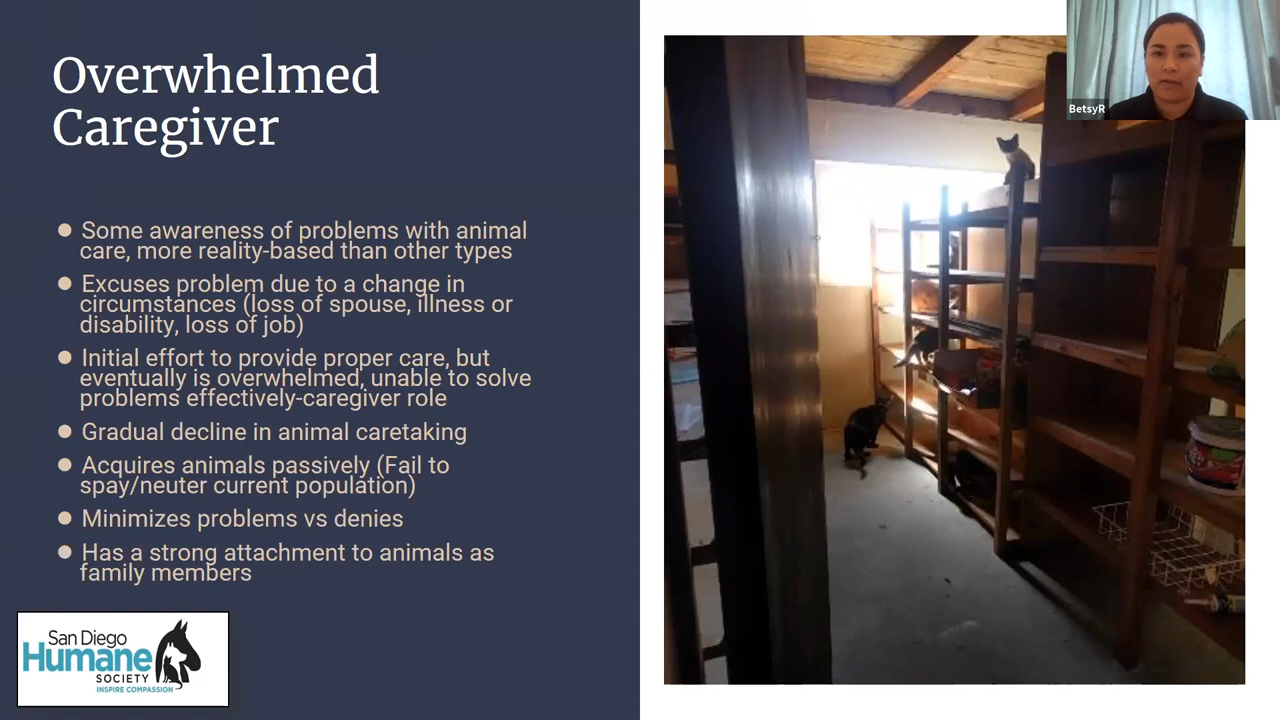 Overwhelmed
Caregiver
● Some awareness of problems with animal
care, more reality-based than other types
● Excuses problem due to a change in
circumstances (loss of spouse, illness or
disability, loss of job)
● Initial effort to provide proper care, but
eventually is overwhelmed, unable to solve
problems effectively-caregiver role
● Gradual decline in animal caretaking
● Acquires animals passively (Fail to
spay/neuter current population)
● Minimizes problems vs denies
● Has a strong attachment to animals as
family members
San Diego
Humane
SOCIETY
INSPIRE COMPASSION
BetsyR